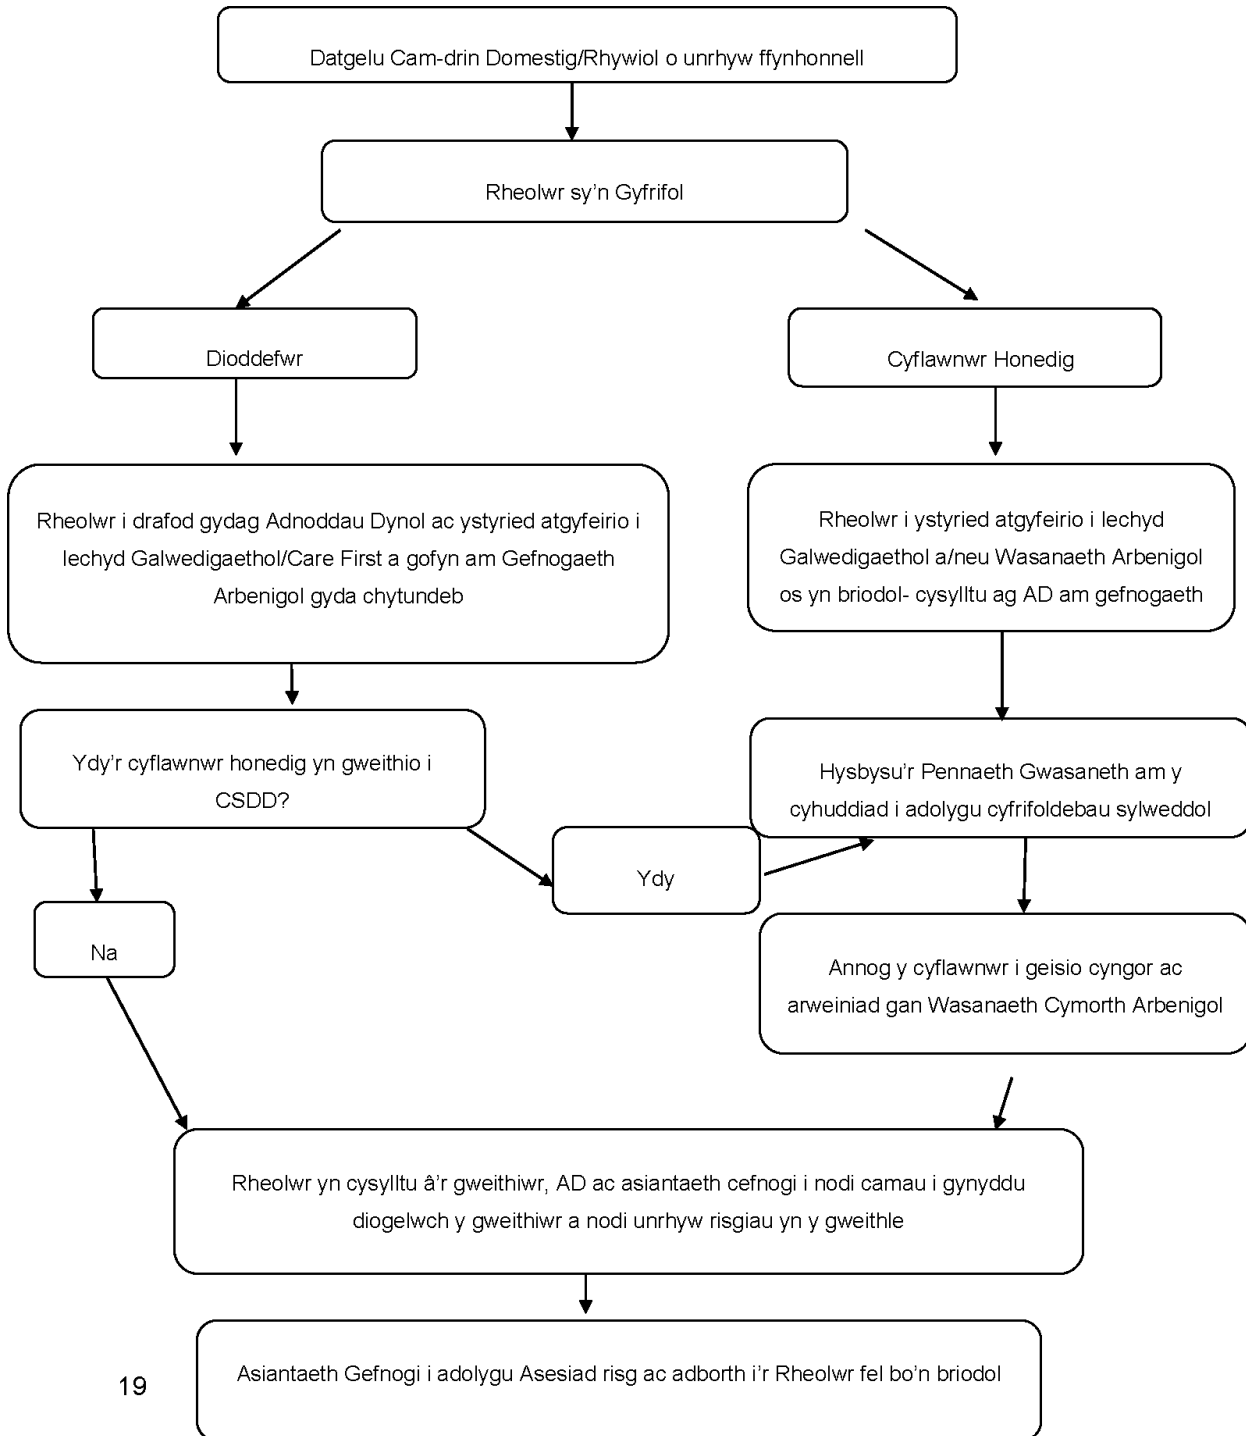 Datgelu Cam-drin Domestig/Rhywiol o unrhyw ffynhonnell
Rheolwr sy'n Gyfrifol
Dioddefwr
Cyflawnwr Honedig
Rheolwr i drafod gydag Adnoddau Dynol ac ystyried atgyfeirio i
Iechyd Galwedigaethol/Care First a gofyn am Gefnogaeth
Arbenigol gyda chytundeb
Rheolwr i ystyried atgyfeirio i Iechyd
Galwedigaethol a/neu Wasanaeth Arbenigol
os yn briodol- cysylltu ag AD am gefnogaeth
Ydy'r cyflawnwr honedig yn gweithio i
CSDD?
Hysbysu'r Pennaeth Gwasaneth am y
cyhuddiad i adolygu cyfrifoldebau sylweddol
Ydy
Na
Annog y cyflawnwr i geisio cyngor ac
arweiniad gan Wasanaeth Cymorth Arbenigol
Rheolwr yn cysylltu â'r gweithiwr, AD ac asiantaeth cefnogi i nodi camau i gynyddu
diogelwch y gweithiwr a nodi unrhyw risgiau yn y gweithle
Asiantaeth Gefnogi i adolygu Asesiad risg ac adborth i'r Rheolwr fel bo'n briodol
19